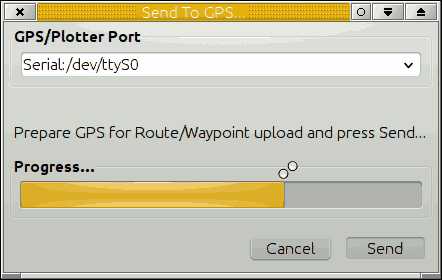 Send To GPS...
GPS/Plotter Port
Serial:/dev/ttyS0
Prepare GPS for Route/Waypoint upload and press Send...
Progress...
Cancel
Send